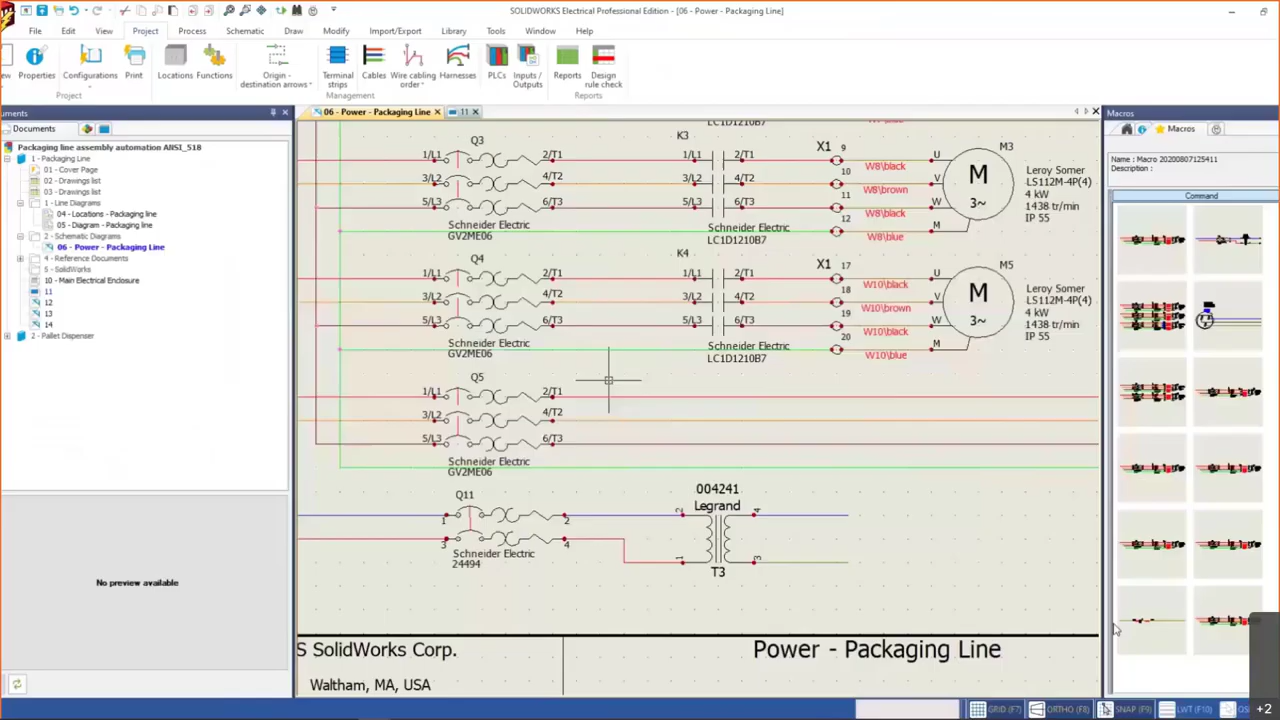 SOLIDWORKS Electrical Professional Edition - [06 - Power - Packaging Line]
File Edit View Project Process Schematic Draw Modify Import/Export Library Tools Window Help
Properties Configurations Print Locations Functions Origin - destination arrows Terminal strips Cables Wire cabling order Harnesses PLCs Inputs / Outputs Reports Design rule check
Project Management Reports
uments
Documents
Packaging line assembly automation ANSI_518
1 - Packaging Line
01 - Cover Page
02 - Drawings list
03 - Drawings list
1 - Line Diagrams
04 - Locations - Packaging line
05 - Diagram - Packaging line
2 - Schematic Diagrams
06 - Power - Packaging Line
4 - Reference Documents
5 - SolidWorks
10 - Main Electrical Enclosure
11
12
13
14
2 - Pallet Dispenser
No preview available
06 - Power - Packaging Line 11
LC1D1210B7
Q3 K3 X1 9 M3
1/L1 2/T1 1/L1 2/T1 W8\black U
10
3/L2 4/T2 3/L2 4/T2 W8\brown V
11
5/L3 6/T3 5/L3 6/T3 W8\black W
12
W8\blue M
Schneider Electric
GV2ME06
Schneider Electric
LC1D1210B7
M
3~
Leroy Somer
LS112M-4P(4)
4 kW
1438 tr/min
IP 55
Q4 K4 X1 17 M5
1/L1 2/T1 1/L1 2/T1 W10\black U
18
3/L2 4/T2 3/L2 4/T2 W10\brown V
19
5/L3 6/T3 5/L3 6/T3 W10\black W
20
W10\blue M
Schneider Electric
GV2ME06
Schneider Electric
LC1D1210B7
M
3~
Leroy Somer
LS112M-4P(4)
4 kW
1438 tr/min
IP 55
Q5
1/L1 2/T1
3/L2 4/T2
5/L3 6/T3
Schneider Electric
GV2ME06
Q11
1 2
3 4
Schneider Electric
24494
004241
Legrand
2 4
1 3
T3
S SolidWorks Corp.
Waltham, MA, USA
Power - Packaging Line
Macros
Macros
Name : Macro 20200807125411
Description :
Command
GRID (F7) ORTHO (F8) SNAP (F9) LWT (F10)
+2